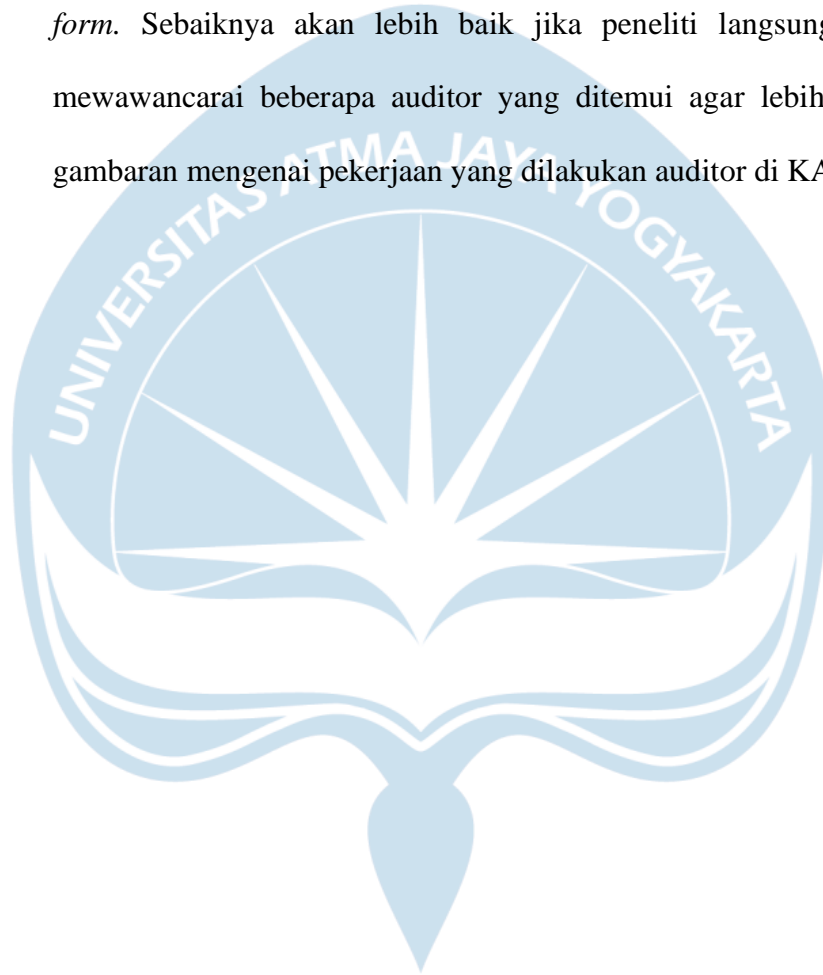 form. Sebaiknya akan lebih baik jika peneliti langsung
mewawancarai beberapa auditor yang ditemui agar lebih
gambaran mengenai pekerjaan yang dilakukan auditor di KA
UNIVERSITAS ATMA JAYA YOGYAKARTA